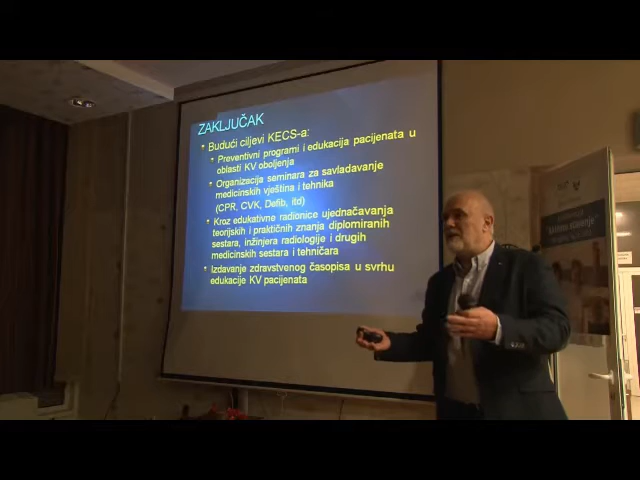 ZAKLJUČAK
Budući ciljevi KECS-a:
Preventivni programi i edukacija pacijenata u
oblasti KV oboljenja
Organizacija seminara za savladavanje
medicinskih vještina i tehnika
(CPR, CVK, Defib, itd)
Kroz edukativne radionice ujednačavanja
teorijskih i praktičnih znanja diplomiranih
sestara, inžinjera radiologije i drugih
medicinskih sestara i tehničara
Izdavanje zdravstvenog časopisa u svrhu
edukacije KV pacijenata